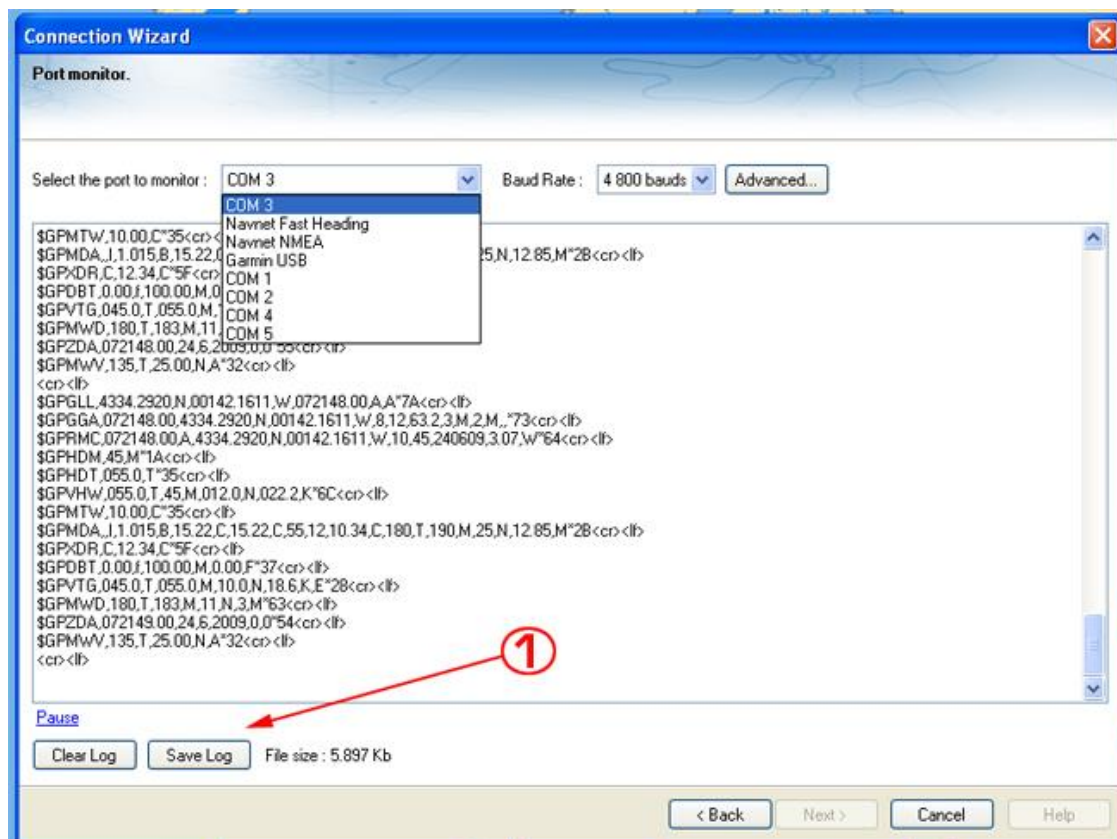 Connection Wizard
Port monitor.
Select the port to monitor : COM 3 Baud Rate : 4 800 bauds Advanced...
COM 3
Navnet Fast Heading
Navnet NMEA
Garmin USB
COM 1
COM 2
COM 4
COM 5
$GPMTW,10.00,C*35<cr><
$GPMDA,,I,1.015,B,15.22,C 25,N,12.85,M*2B<cr><lf>
$GPXDR,C,12.34,C*5F<cr>
$GPDBT,0.00,f,100.00,M,0
$GPVTG,045.0,T,055.0,M,
$GPMWD,180,T,183,M,11,
$GPZDA,072148.00,24,6,2009,0,0*55<cr><lf>
$GPMWV,135,T,25.00,N,A*32<cr><lf>
<cr><lf>
$GPGLL,4334.2920,N,00142.1611,W,072148.00,A,A*7A<cr><lf>
$GPGGA,072148.00,4334.2920,N,00142.1611,W,8,12,63.2,3,M,2,M,,*73<cr><lf>
$GPRMC,072148.00,A,4334.2920,N,00142.1611,W,10,45,240609,3.07,W*64<cr><lf>
$GPHDM,45,M*1A<cr><lf>
$GPHDT,055.0,T*35<cr><lf>
$GPVHW,055.0,T,45,M,012.0,N,022.2,K*6C<cr><lf>
$GPMTW,10.00,C*35<cr><lf>
$GPMDA,,I,1.015,B,15.22,C,15.22,C,55,12,10.34,C,180,T,190,M,25,N,12.85,M*2B<cr><lf>
$GPXDR,C,12.34,C*5F<cr><lf>
$GPDBT,0.00,f,100.00,M,0.00,F*37<cr><lf>
$GPVTG,045.0,T,055.0,M,10.0,N,18.6,K,E*28<cr><lf>
$GPMWD,180,T,183,M,11,N,3,M*63<cr><lf>
$GPZDA,072149.00,24,6,2009,0,0*54<cr><lf>
$GPMWV,135,T,25.00,N,A*32<cr><lf>
<cr><lf>
1
Pause
Clear Log Save Log File size : 5.897 Kb
< Back Next > Cancel Help